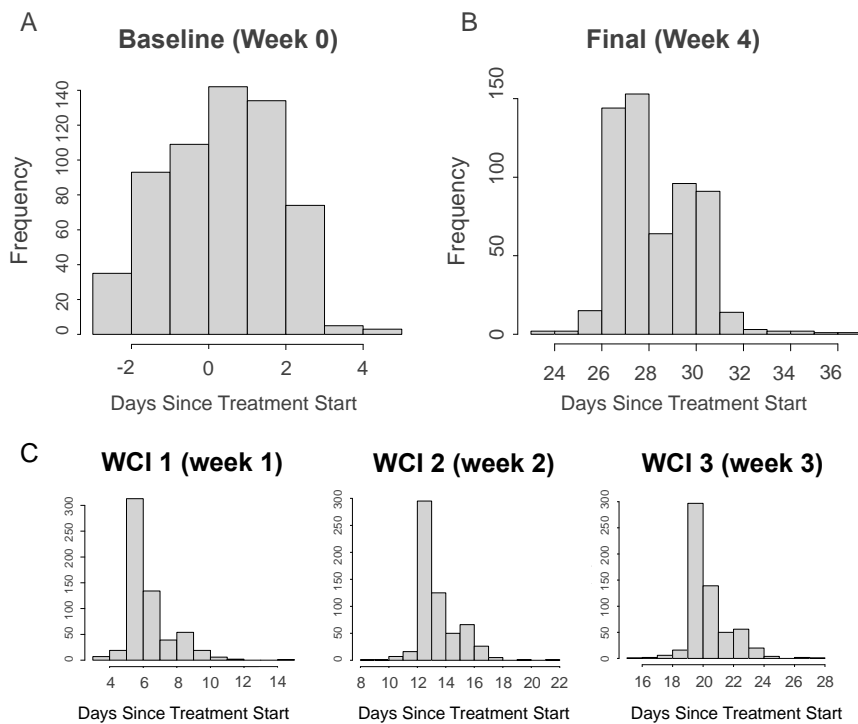 A
Baseline (Week 0)
Frequency
0 20 40 60 80 100 120 140
-2 0 2 4
Days Since Treatment Start
B
Final (Week 4)
Frequency
0 50 100 150
24 26 28 30 32 34 36
Days Since Treatment Start
C
WCI 1 (week 1)
0 50 100 150 200 250 300
4 6 8 10 12 14
Days Since Treatment Start
WCI 2 (week 2)
0 50 100 150 200 250 300
8 10 12 14 16 18 20 22
Days Since Treatment Start
WCI 3 (week 3)
0 50 100 150 200 250 300
16 18 20 22 24 26 28
Days Since Treatment Start